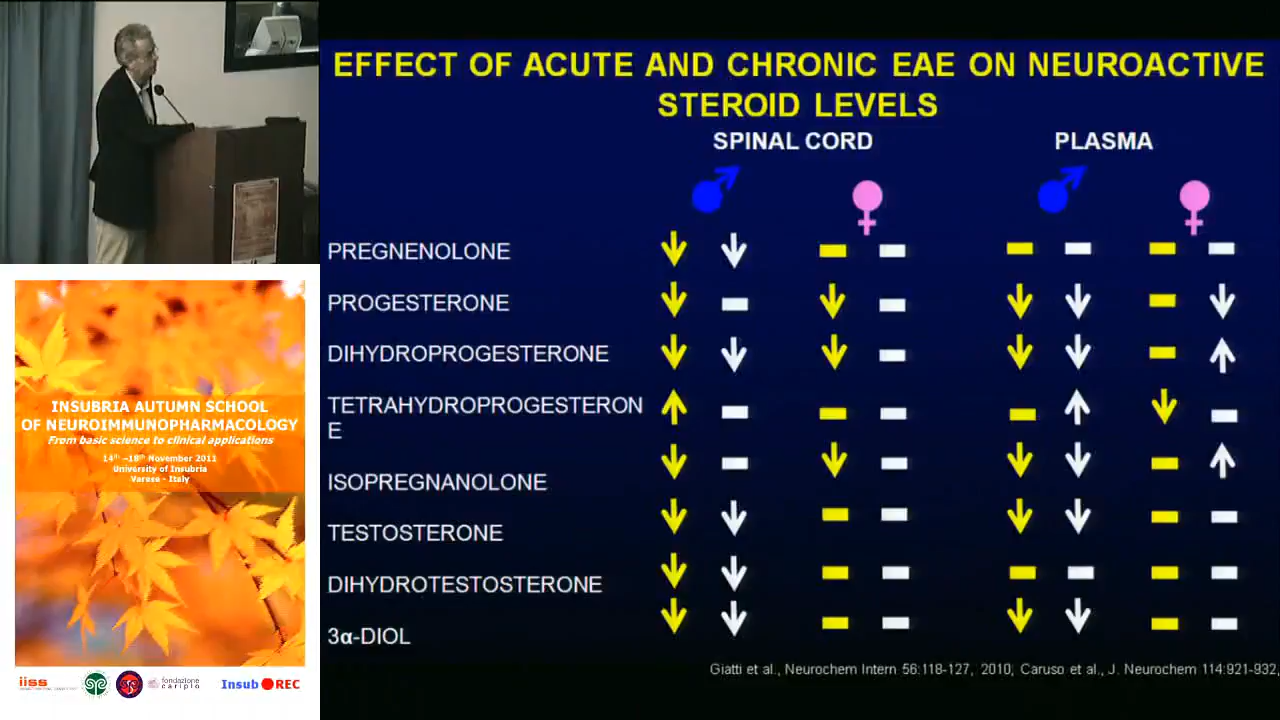 EFFECT OF ACUTE AND CHRONIC EAE ON NEUROACTIVE
STEROID LEVELS
SPINAL CORD
PLASMA
PREGNENOLONE
PROGESTERONE
DIHYDROPROGESTERONE
TETRAHYDROPROGESTERON
E
ISOPREGNANOLONE
TESTOSTERONE
DIHYDROTESTOSTERONE
3α-DIOL
Giatti et al., Neurochem Intern 56:118-127, 2010, Caruso et al., J. Neurochem 114:921-932,
INSUBRIA AUTUMN SCHOOL
OF NEUROIMMUNOPHARMACOLOGY
From basic science to clinical applications
14th –18th November 2011
University of Insubria
Varese - Italy
iiss
fondazione
cariplo
Insub REC